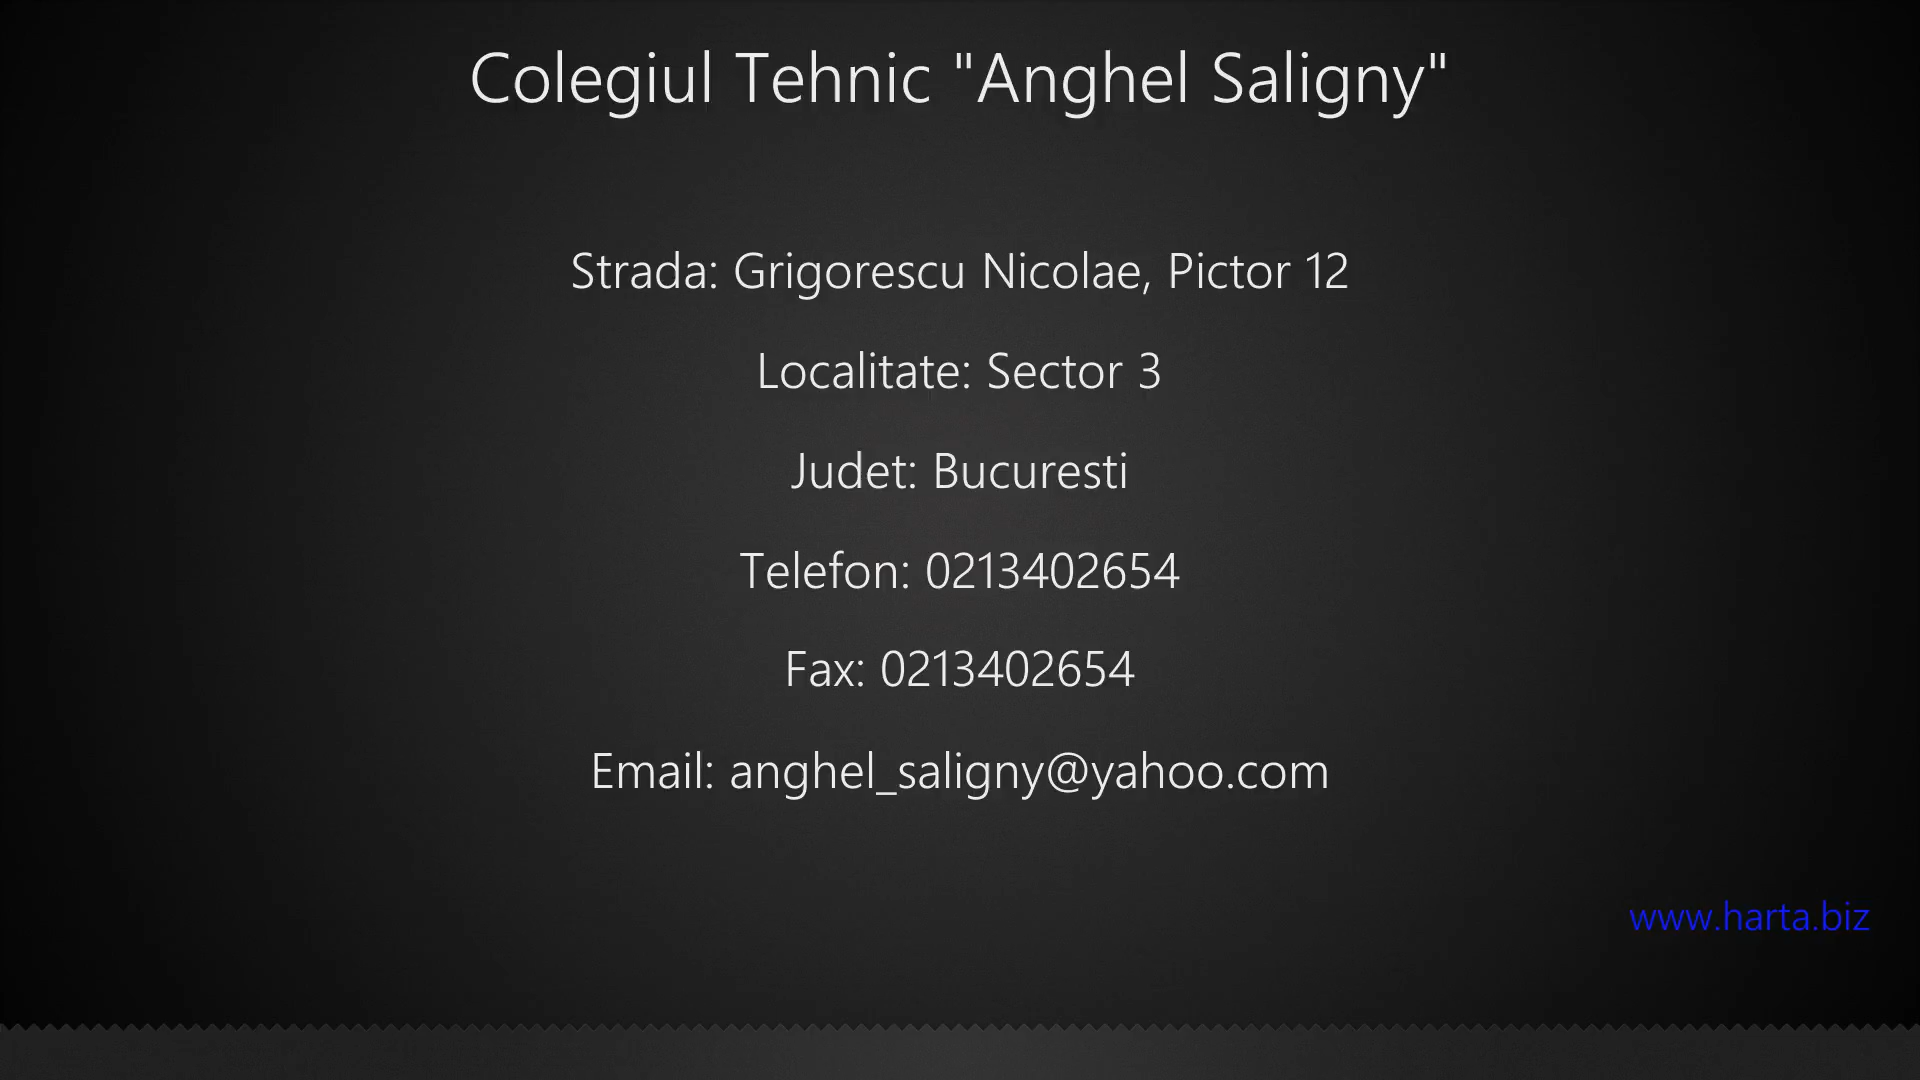 Colegiul Tehnic "Anghel Saligny"
Strada: Grigorescu Nicolae, Pictor 12
Localitate: Sector 3
Judet: Bucuresti
Telefon: 0213402654
Fax: 0213402654
Email: anghel_saligny@yahoo.com
www.harta.biz